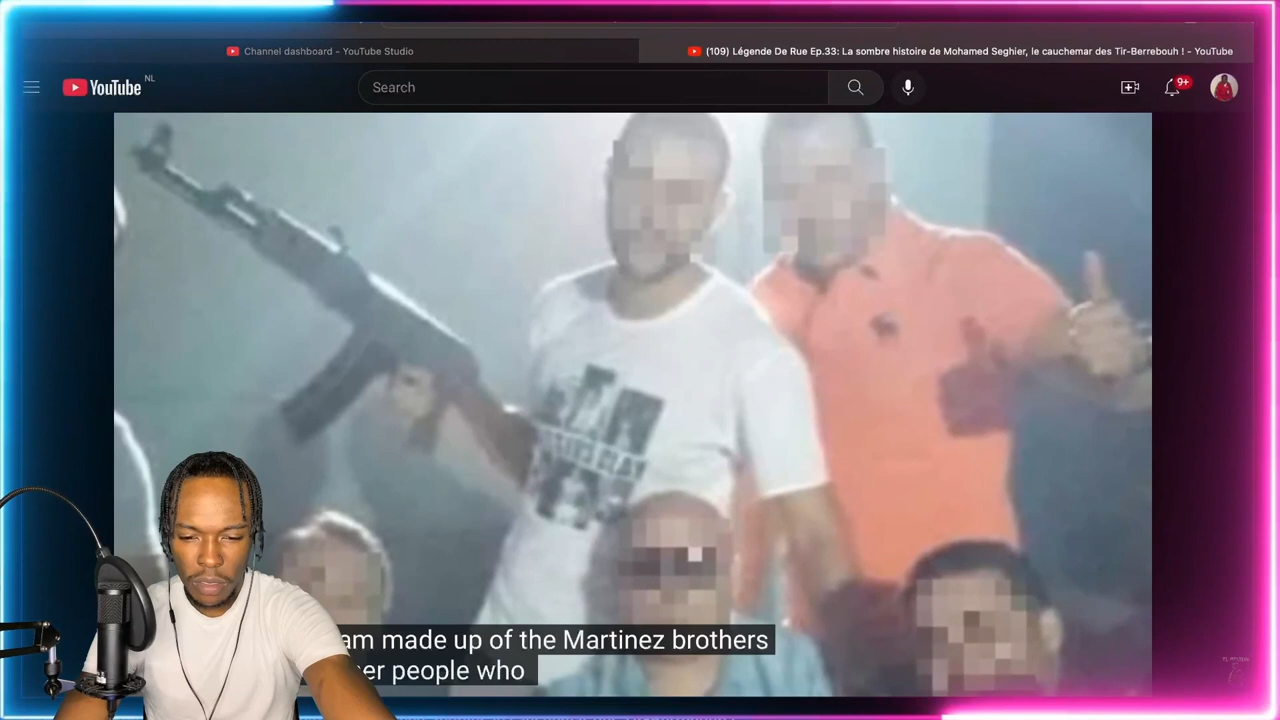 Channel dashboard - YouTube Studio
(109) Légende De Rue Ep.33: La sombre histoire de Mohamed Seghier, le cauchemar des Tir-Berrebouh ! - YouTube
YouTube NL
Search
9+
am made up of the Martinez brothers
er people who